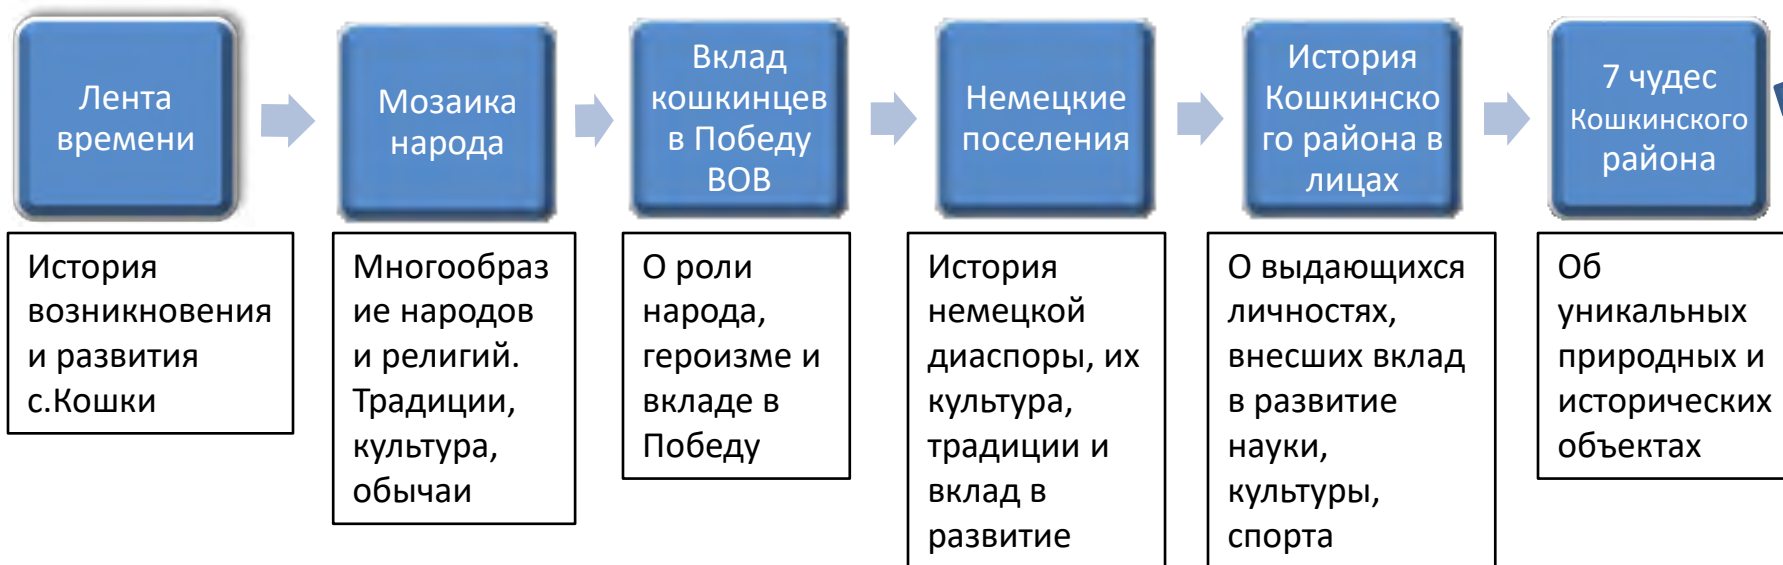 Лента
времени
Мозаика
народа
Вклад
кошкинцев
в Победу
ВОВ
Немецкие
поселения
История
Кошкинско
го района в
лицах
7 чудес
Кошкинского
района
История
возникновения
и развития
с.Кошки
Многообраз
ие народов
и религий.
Традиции,
культура,
обычаи
О роли
народа,
героизме и
вкладе в
Победу
История
немецкой
диаспоры, их
культура,
традиции и
вклад в
развитие
О выдающихся
личностях,
внесших вклад
в развитие
науки,
культуры,
спорта
Об
уникальных
природных и
исторических
объектах